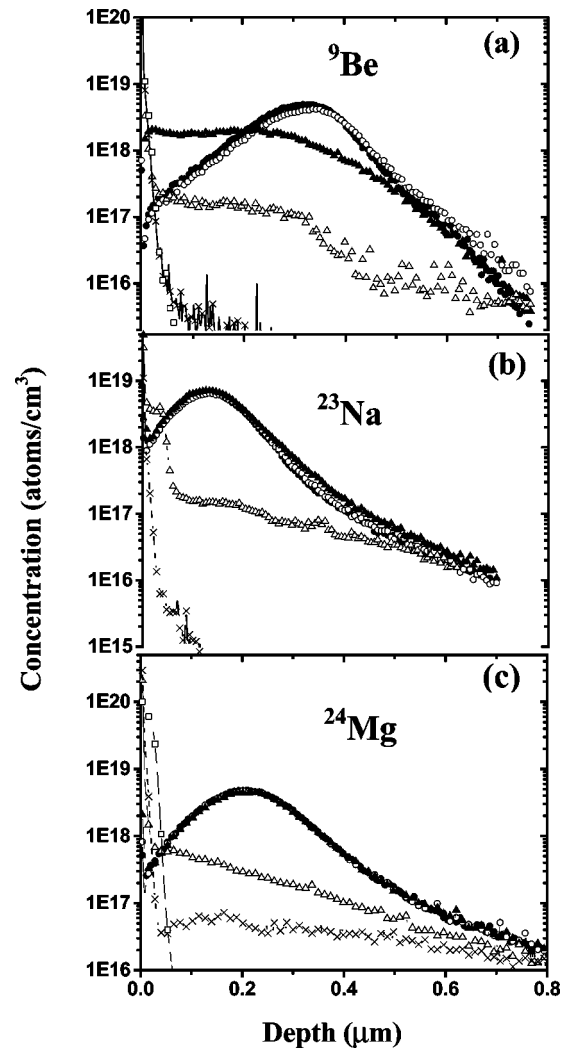 (a)
⁹Be
1E20
1E19
1E18
1E17
1E16
(b)
²³Na
1E19
1E18
1E17
1E16
1E15
(c)
²⁴Mg
1E20
1E19
1E18
1E17
1E16
0.0 0.2 0.4 0.6 0.8
Concentration (atoms/cm³)
Depth (μm)